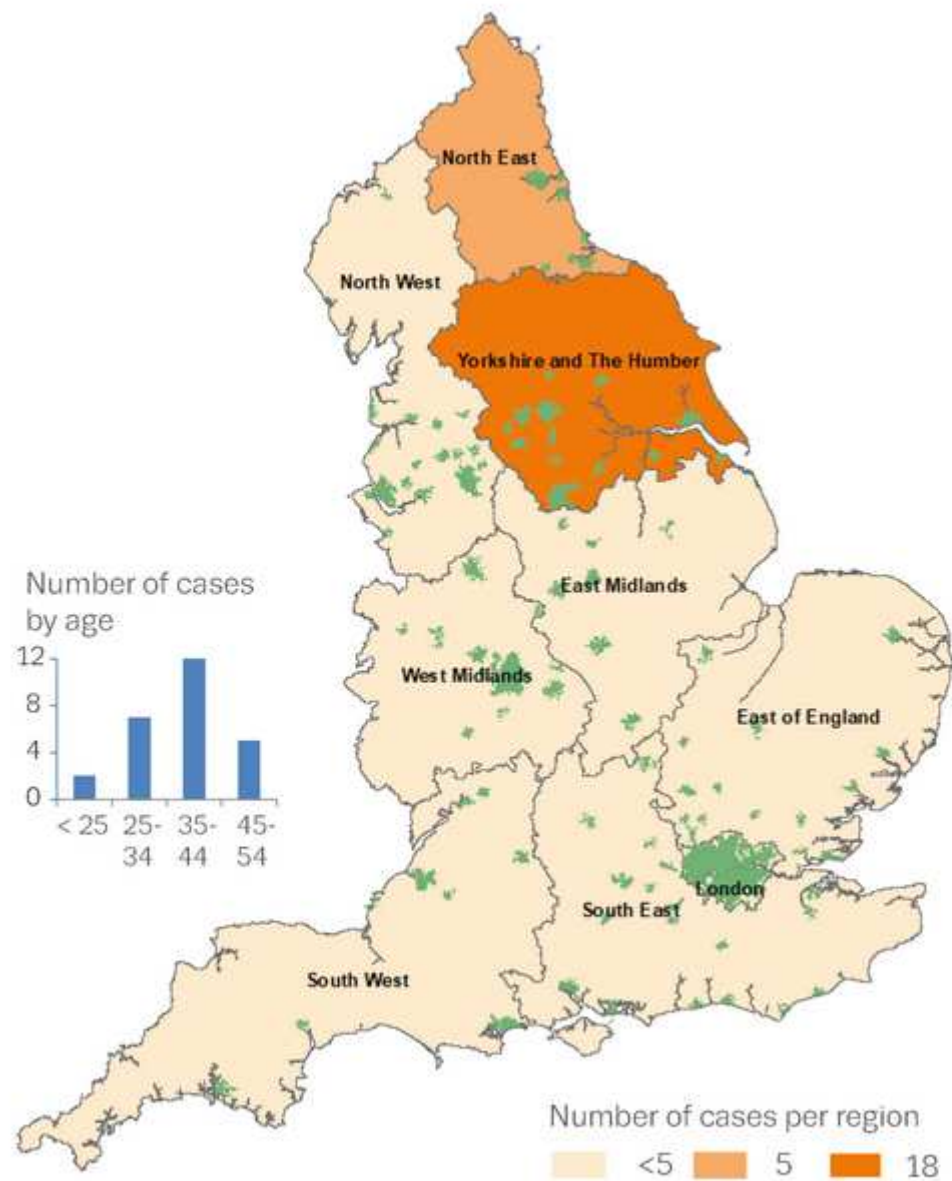 North East
North West
Yorkshire and The Humber
East Midlands
West Midlands
East of England
London
South East
South West
Number of cases
by age
12
8
4
0
< 25
25-
34
35-
44
45-
54
Number of cases per region
<5
5
18